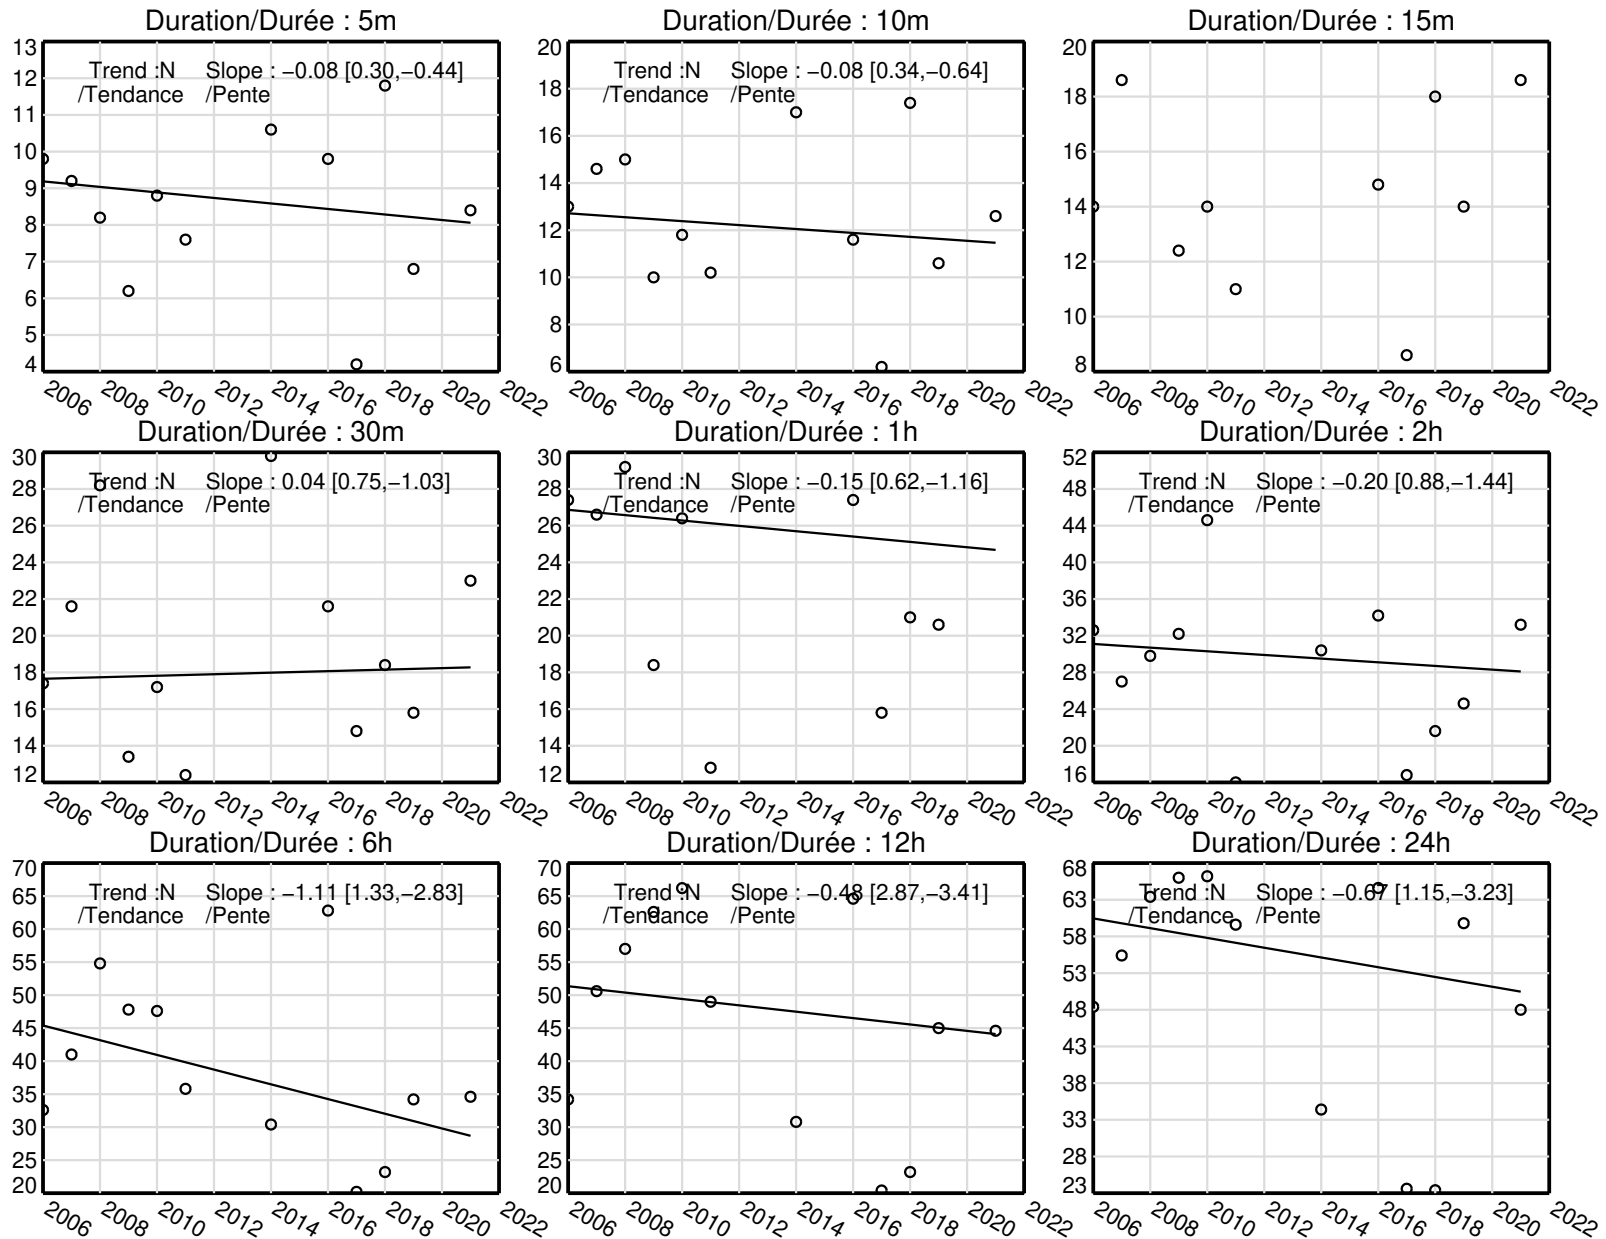 Duration/Durée : 5m
13
12
11
10
9
8
7
6
5
4
Trend :N Slope : −0.08 [0.30,−0.44]
/Tendance /Pente
2006 2008 2010 2012 2014 2016 2018 2020 2022
Duration/Durée : 10m
20
18
16
14
12
10
8
6
Trend :N Slope : −0.08 [0.34,−0.64]
/Tendance /Pente
2006 2008 2010 2012 2014 2016 2018 2020 2022
Duration/Durée : 15m
20
18
16
14
12
10
8
2006 2008 2010 2012 2014 2016 2018 2020 2022
Duration/Durée : 30m
30
28
26
24
22
20
18
16
14
12
Trend :N Slope : 0.04 [0.75,−1.03]
/Tendance /Pente
2006 2008 2010 2012 2014 2016 2018 2020 2022
Duration/Durée : 1h
30
28
26
24
22
20
18
16
14
12
Trend :N Slope : −0.15 [0.62,−1.16]
/Tendance /Pente
2006 2008 2010 2012 2014 2016 2018 2020 2022
Duration/Durée : 2h
52
48
44
40
36
32
28
24
20
16
Trend :N Slope : −0.20 [0.88,−1.44]
/Tendance /Pente
2006 2008 2010 2012 2014 2016 2018 2020 2022
Duration/Durée : 6h
70
65
60
55
50
45
40
35
30
25
20
Trend :N Slope : −1.11 [1.33,−2.83]
/Tendance /Pente
2006 2008 2010 2012 2014 2016 2018 2020 2022
Duration/Durée : 12h
70
65
60
55
50
45
40
35
30
25
20
Trend :N Slope : −0.48 [2.87,−3.41]
/Tendance /Pente
2006 2008 2010 2012 2014 2016 2018 2020 2022
Duration/Durée : 24h
68
63
58
53
48
43
38
33
28
23
Trend :N Slope : −0.67 [1.15,−3.23]
/Tendance /Pente
2006 2008 2010 2012 2014 2016 2018 2020 2022